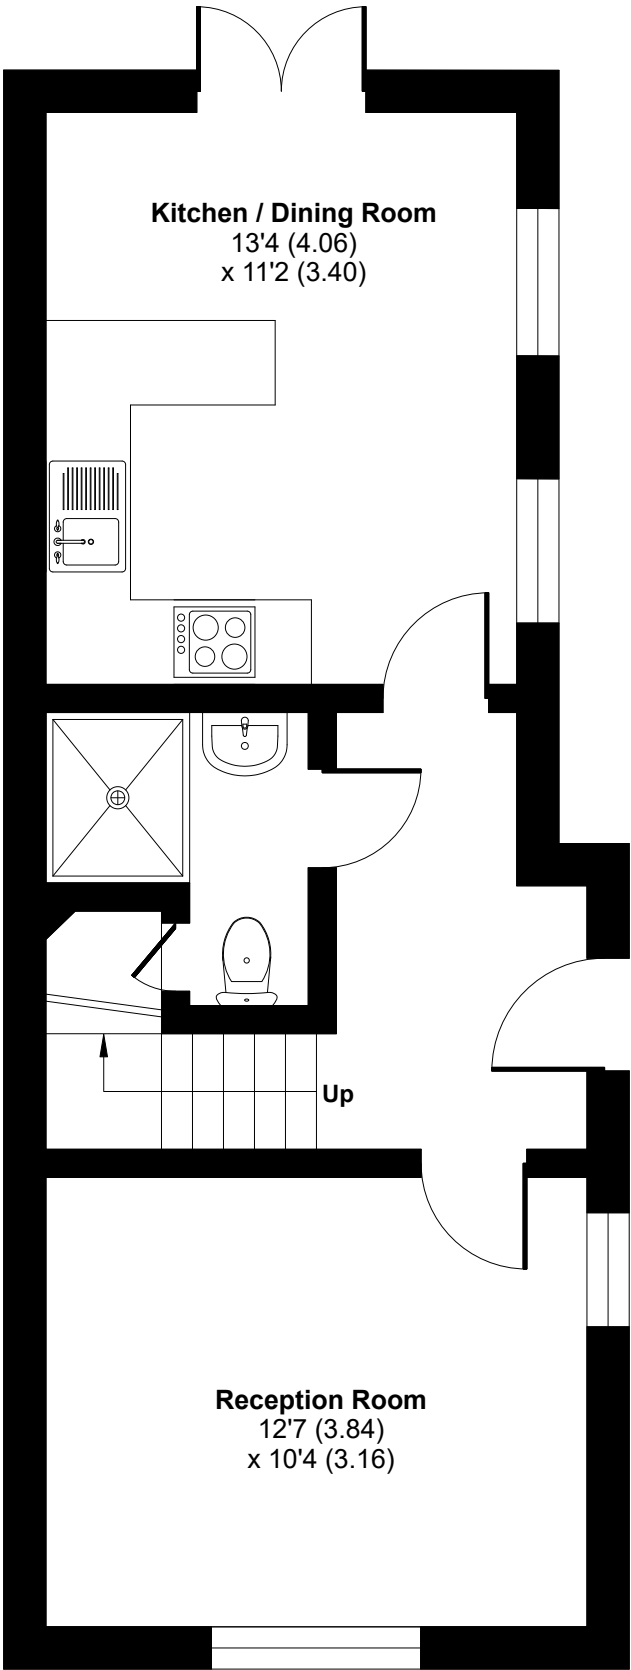 Kitchen / Dining Room
13'4 (4.06)
x 11'2 (3.40)
Up
Reception Room
12'7 (3.84)
x 10'4 (3.16)